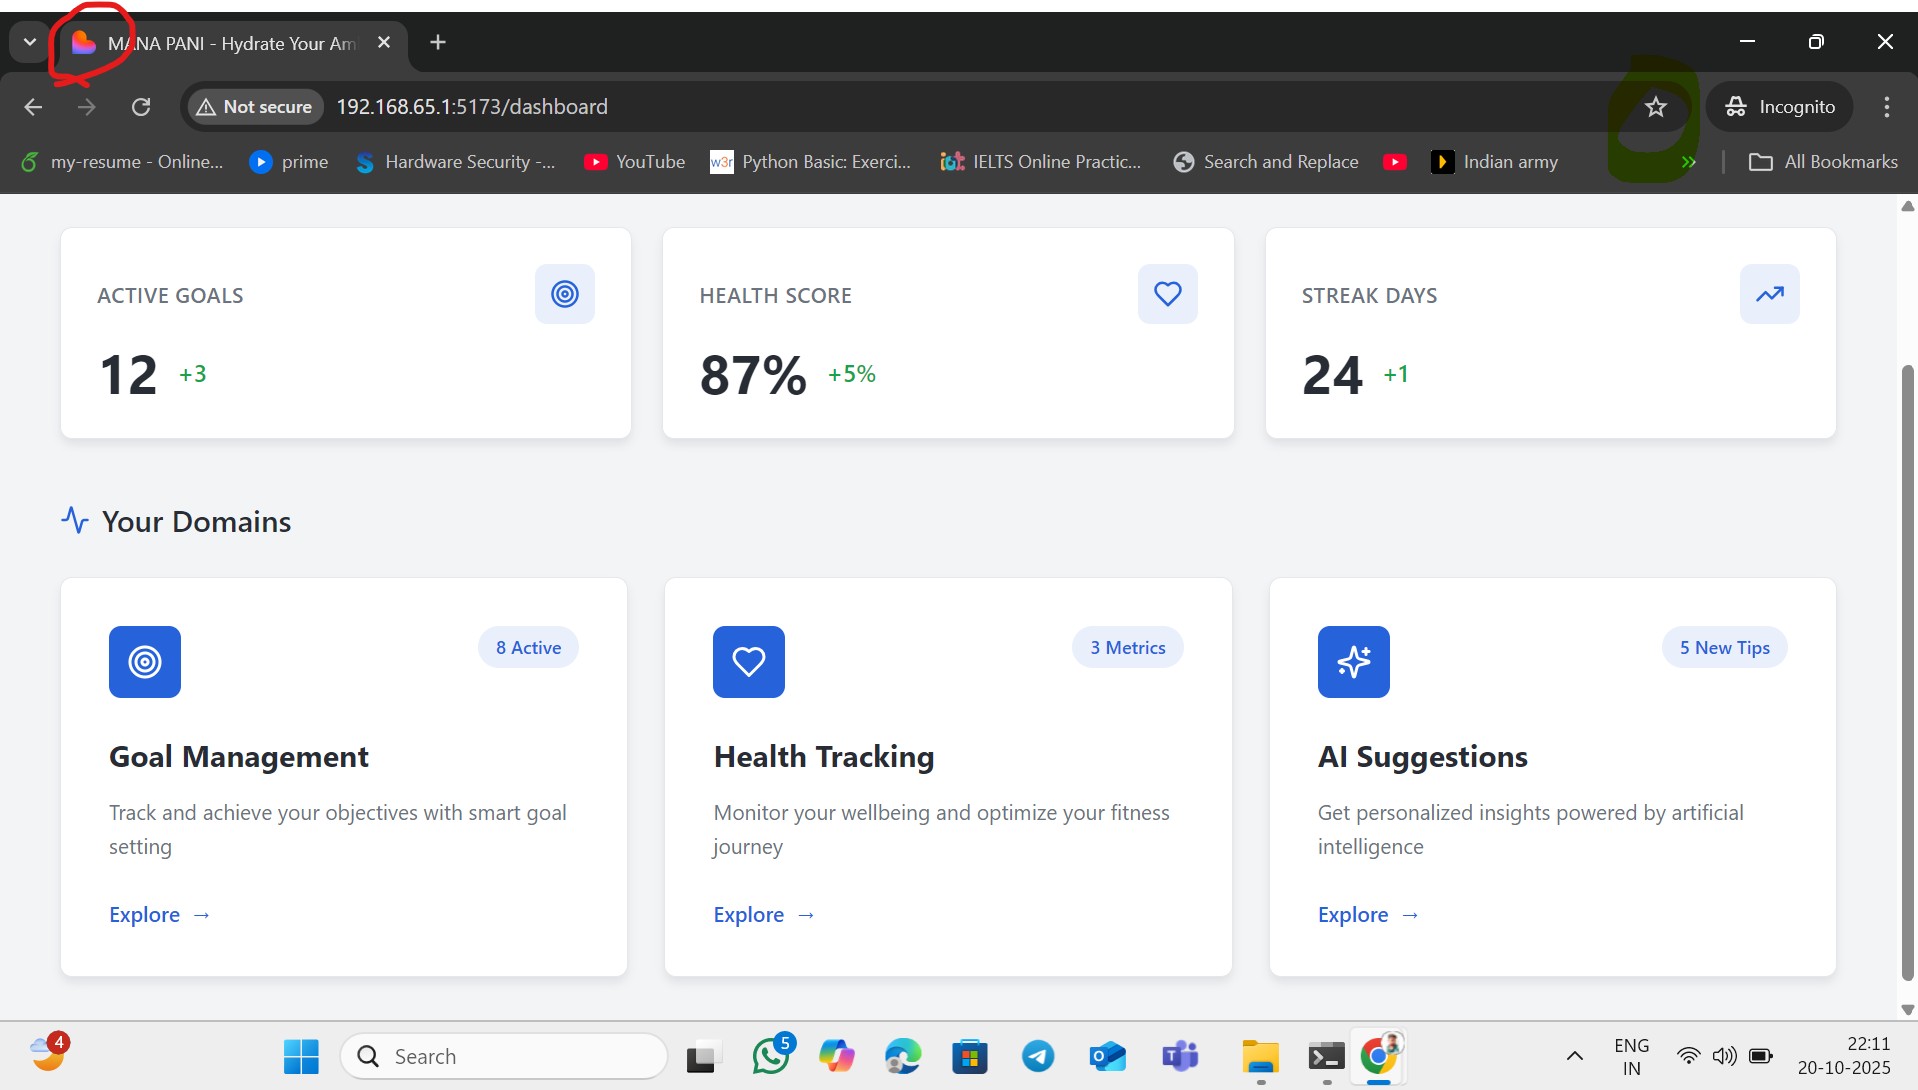 MANA PANI - Hydrate Your Am
Not secure 192.168.65.1:5173/dashboard Incognito
my-resume - Online... prime Hardware Security -... YouTube w3r Python Basic: Exerci... IELTS Online Practic... Search and Replace Indian army » All Bookmarks
ACTIVE GOALS
12 +3
HEALTH SCORE
87% +5%
STREAK DAYS
24 +1
Your Domains
8 Active
Goal Management
Track and achieve your objectives with smart goal
setting
Explore →
3 Metrics
Health Tracking
Monitor your wellbeing and optimize your fitness
journey
Explore →
5 New Tips
AI Suggestions
Get personalized insights powered by artificial
intelligence
Explore →
4
Search
5
ENG
IN
22:11
20-10-2025